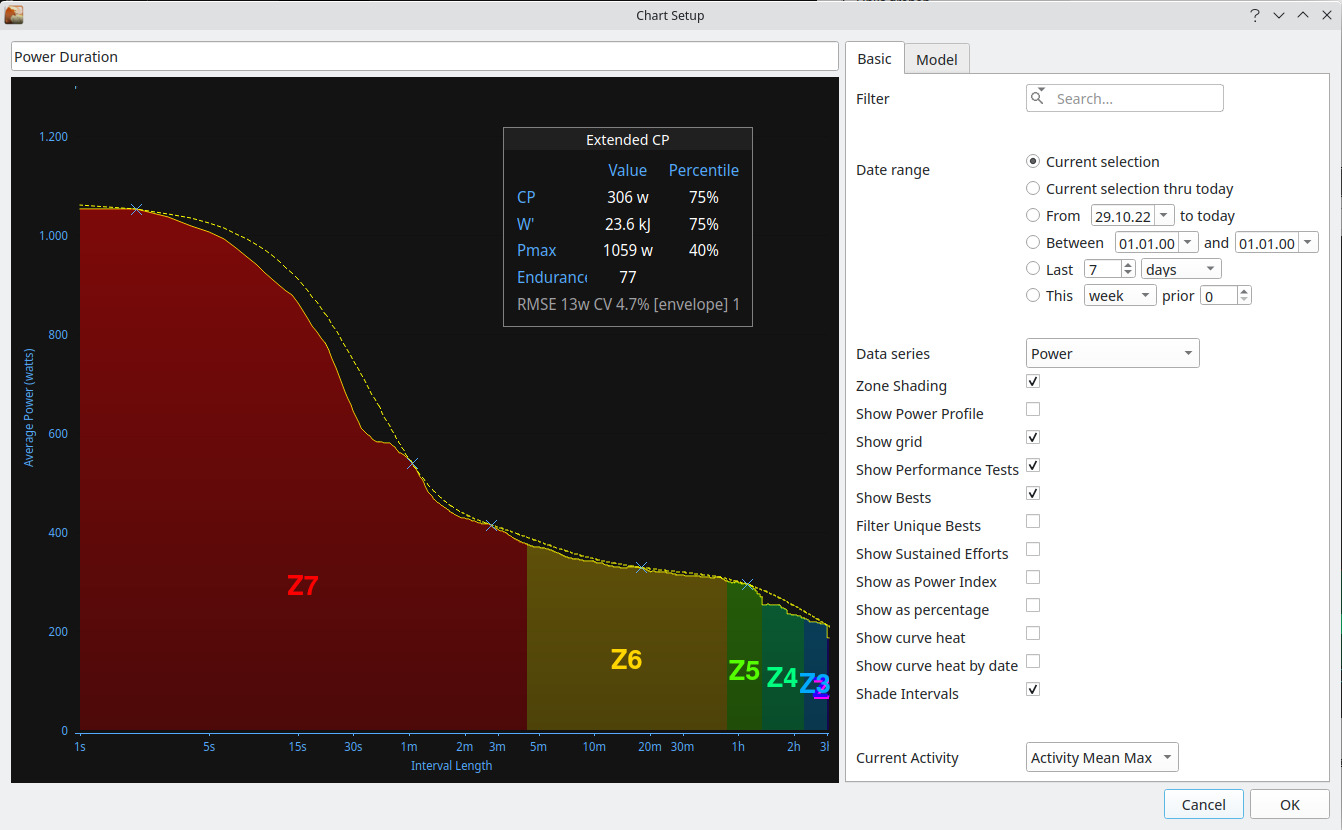 Chart Setup
Power Duration
1.200
1.000
800
600
400
200
0
Average Power (watts)
Extended CP
Value Percentile
CP 306 w 75%
W' 23.6 kJ 75%
Pmax 1059 w 40%
Endurance 77
RMSE 13w CV 4.7% [envelope] 1
Z7
Z6
Z5
Z4
Z3
1s 5s 15s 30s 1m 2m 3m 5m 10m 20m 30m 1h 2h 3h
Interval Length
Basic Model
Filter Search...
Date range
Current selection
Current selection thru today
From 29.10.22 to today
Between 01.01.00 and 01.01.00
Last 7 days
This week prior 0
Data series Power
Zone Shading
Show Power Profile
Show grid
Show Performance Tests
Show Bests
Filter Unique Bests
Show Sustained Efforts
Show as Power Index
Show as percentage
Show curve heat
Show curve heat by date
Shade Intervals
Current Activity Activity Mean Max
Cancel OK